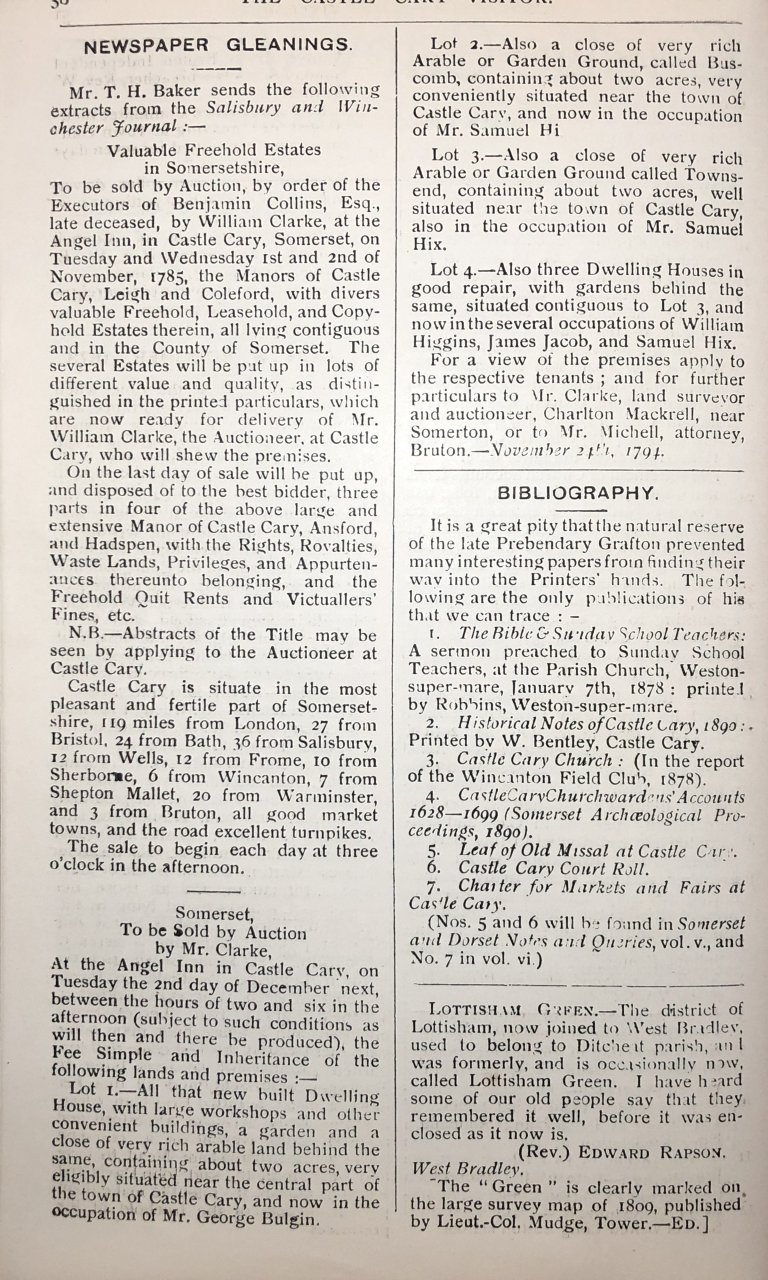 THE CASTLE CARY VISITOR.
NEWSPAPER GLEANINGS.
Mr. T. H. Baker sends the following
extracts from the Salisbury and Win-
chester Journal :—
Valuable Freehold Estates
in Somersetshire,
To be sold by Auction, by order of the
Executors of Benjamin Collins, Esq.,
late deceased, by William Clarke, at the
Angel Inn, in Castle Cary, Somerset, on
Tuesday and Wednesday 1st and 2nd of
November, 1785, the Manors of Castle
Cary, Leigh and Coleford, with divers
valuable Freehold, Leasehold, and Copy-
hold Estates therein, all lying contiguous
and in the County of Somerset. The
several Estates will be put up in lots of
different value and quality, as distin-
guished in the printed particulars, which
are now ready for delivery of Mr.
William Clarke, the Auctioneer, at Castle
Cary, who will shew the premises.
On the last day of sale will be put up,
and disposed of to the best bidder, three
parts in four of the above large and
extensive Manor of Castle Cary, Ansford,
and Hadspen, with the Rights, Royalties,
Waste Lands, Privileges, and Appurten-
ances thereunto belonging, and the
Freehold Quit Rents and Victuallers'
Fines, etc.
N.B.—Abstracts of the Title may be
seen by applying to the Auctioneer at
Castle Cary.
Castle Cary is situate in the most
pleasant and fertile part of Somerset-
shire, 119 miles from London, 27 from
Bristol, 24 from Bath, 36 from Salisbury,
12 from Wells, 12 from Frome, 10 from
Sherborne, 6 from Wincanton, 7 from
Shepton Mallet, 20 from Warminster,
and 3 from Bruton, all good market
towns, and the road excellent turnpikes.
The sale to begin each day at three
o'clock in the afternoon.
Somerset,
To be Sold by Auction
by Mr. Clarke,
At the Angel Inn in Castle Cary, on
Tuesday the 2nd day of December next,
between the hours of two and six in the
afternoon (subject to such conditions as
will then and there be produced), the
Fee Simple and Inheritance of the
following lands and premises :—
Lot 1.—All that new built Dwelling
House, with large workshops and other
convenient buildings, a garden and a
close of very rich arable land behind the
same, containing about two acres, very
eligibly situated near the central part of
the town of Castle Cary, and now in the
occupation of Mr. George Bulgin.
Lot 2.—Also a close of very rich
Arable or Garden Ground, called Bus-
comb, containing about two acres, very
conveniently situated near the town of
Castle Cary, and now in the occupation
of Mr. Samuel Hi
Lot 3.—Also a close of very rich
Arable or Garden Ground called Towns-
end, containing about two acres, well
situated near the town of Castle Cary,
also in the occupation of Mr. Samuel
Hix.
Lot 4.—Also three Dwelling Houses in
good repair, with gardens behind the
same, situated contiguous to Lot 3, and
now in the several occupations of William
Higgins, James Jacob, and Samuel Hix.
For a view of the premises apply to
the respective tenants ; and for further
particulars to Mr. Clarke, land surveyor
and auctioneer, Charlton Mackrell, near
Somerton, or to Mr. Michell, attorney,
Bruton.—November 24th, 1794.
BIBLIOGRAPHY.
It is a great pity that the natural reserve
of the late Prebendary Grafton prevented
many interesting papers from finding their
way into the Printers' hands. The fol-
lowing are the only publications of his
that we can trace : –
1. The Bible & Sunday School Teachers:
A sermon preached to Sunday School
Teachers, at the Parish Church, Weston-
super-mare, January 7th, 1878 : printed
by Robbins, Weston-super-mare.
2. Historical Notes of Castle Cary, 1890 :
Printed by W. Bentley, Castle Cary.
3. Castle Cary Church : (In the report
of the Wincanton Field Club, 1878).
4. Castle Cary Churchwardens' Accounts
1628—1699 (Somerset Archæological Pro-
ceedings, 1890).
5. Leaf of Old Missal at Castle Cary.
6. Castle Cary Court Roll.
7. Charter for Markets and Fairs at
Castle Cary.
(Nos. 5 and 6 will be found in Somerset
and Dorset Notes and Queries, vol. v., and
No. 7 in vol. vi.)
LOTTISHAM GREEN.—The district of
Lottisham, now joined to West Bradley,
used to belong to Ditcheat parish, and
was formerly, and is occasionally now,
called Lottisham Green. I have heard
some of our old people say that they
remembered it well, before it was en-
closed as it now is.
(Rev.) EDWARD RAPSON.
West Bradley.
The "Green" is clearly marked on
the large survey map of 1809, published
by Lieut.-Col. Mudge, Tower.—ED.]